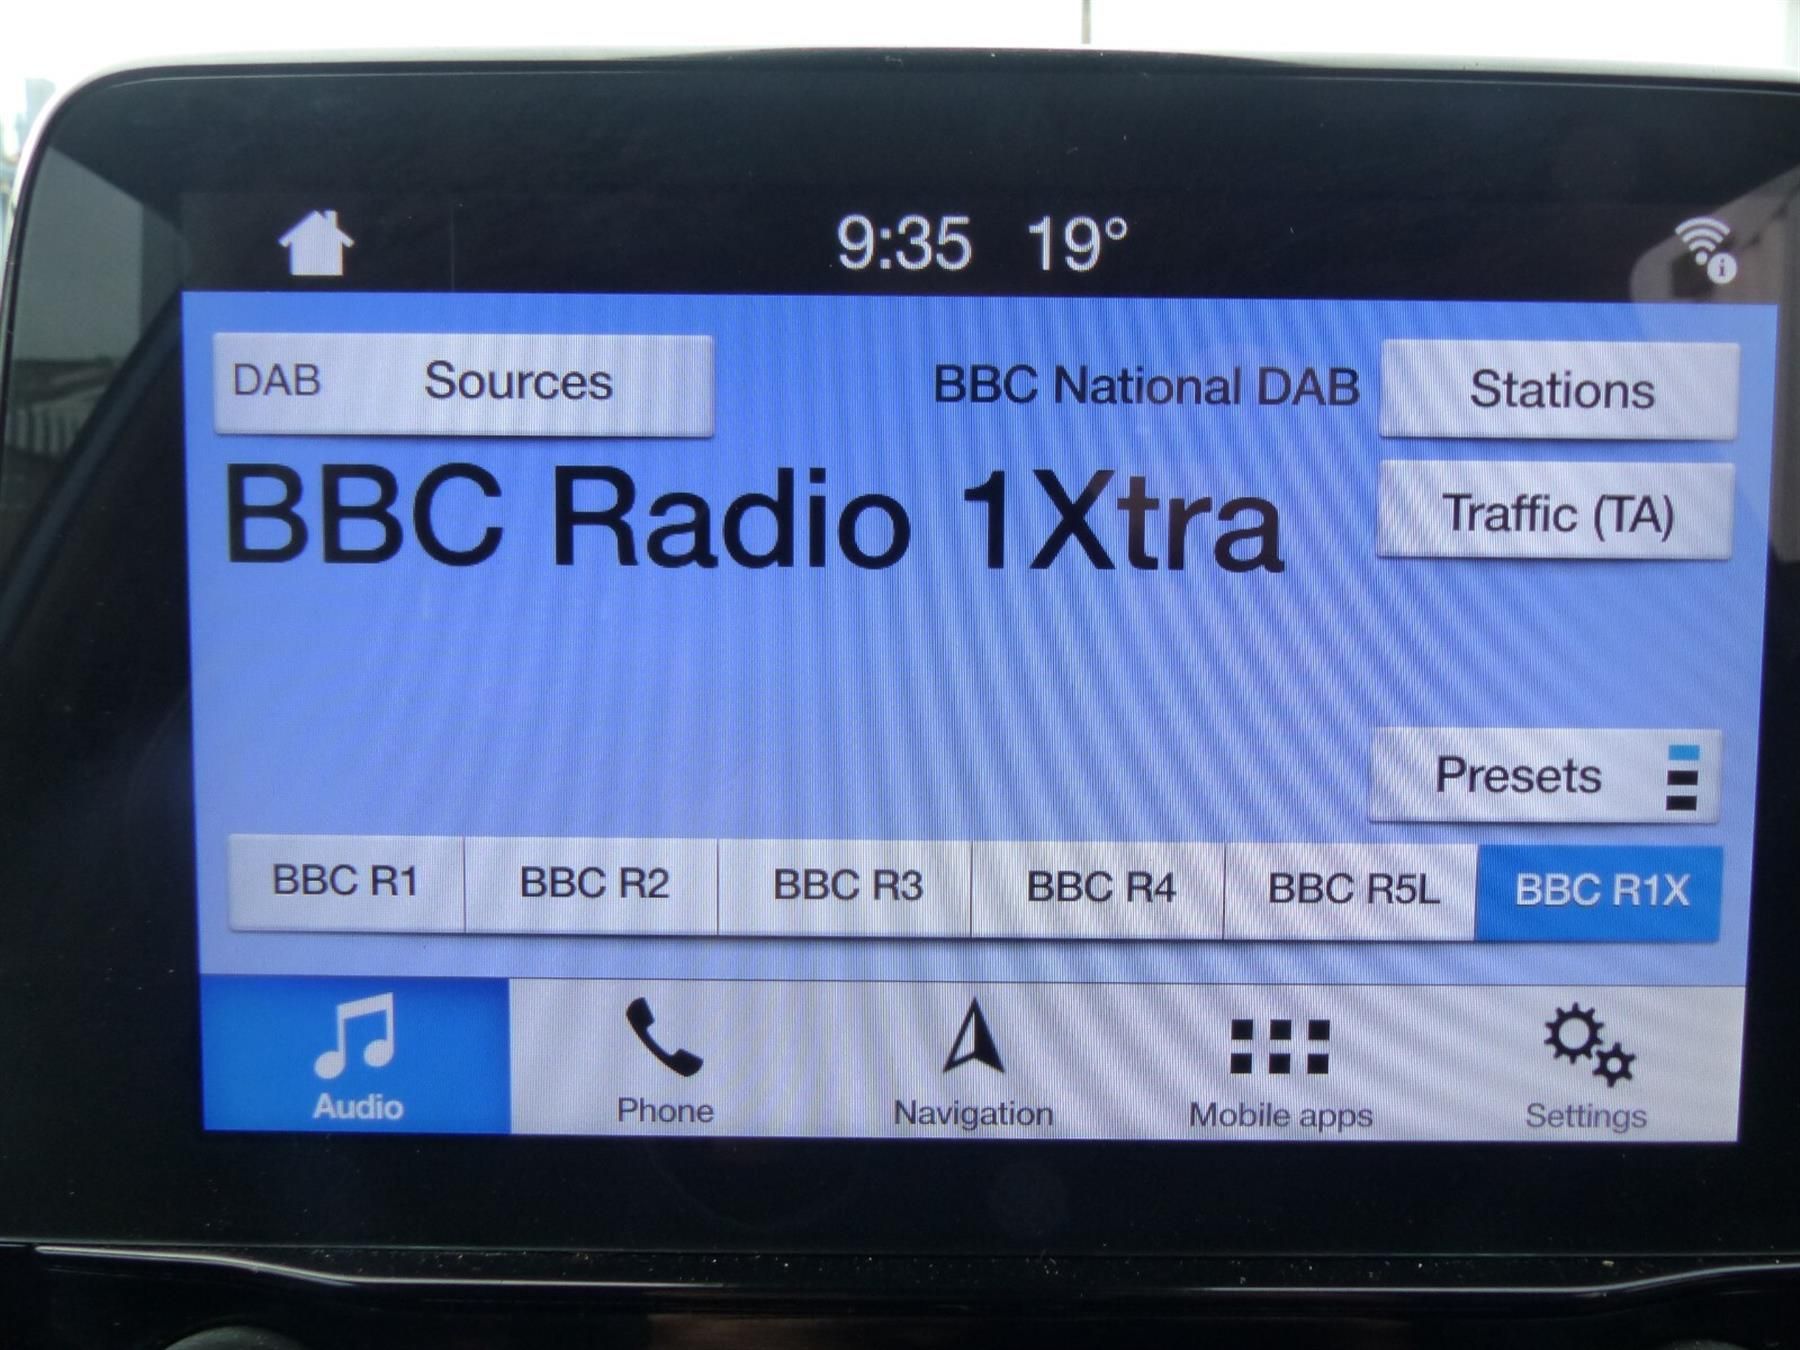 9:35 19°
DAB Sources
BBC National DAB
Stations
BBC Radio 1Xtra
Traffic (TA)
Presets
BBC R1 BBC R2 BBC R3 BBC R4 BBC R5L BBC R1X
Audio Phone Navigation Mobile apps Settings